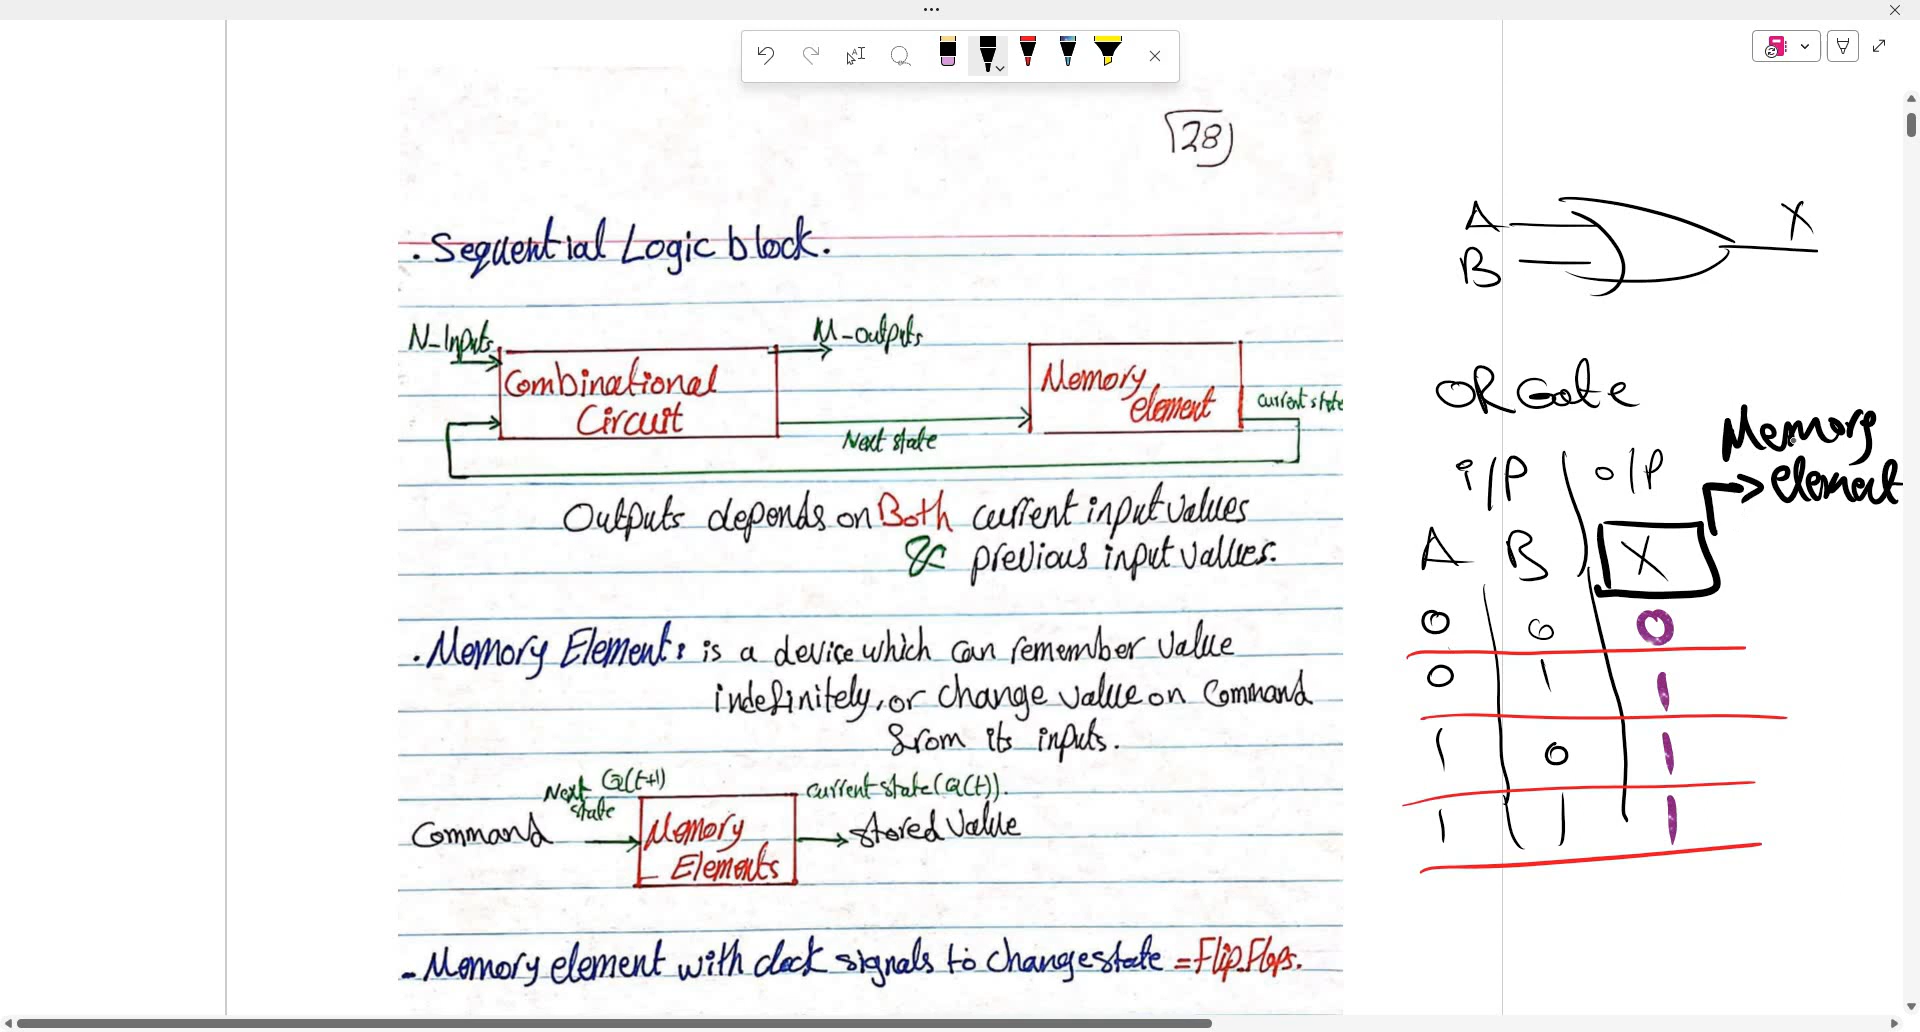 28
. Sequential Logic block.
N-Inputs
M-outputs
Combinational
Circuit
Memory
element
current state
Next state
Outputs depends on Both current input values
& previous input values.
. Memory Element: is a device which can remember value
indefinitely, or change value on Command
from its inputs.
Next state Q(t+1)
current state (Q(t)).
Command
Memory
Elements
stored value
- Memory element with clock signals to change state = Flip.Flops.
A
B
X
OR Gate
Memory
element
i/P o/P
A B X
0 0 0
0 1 1
1 0 1
1 1 1